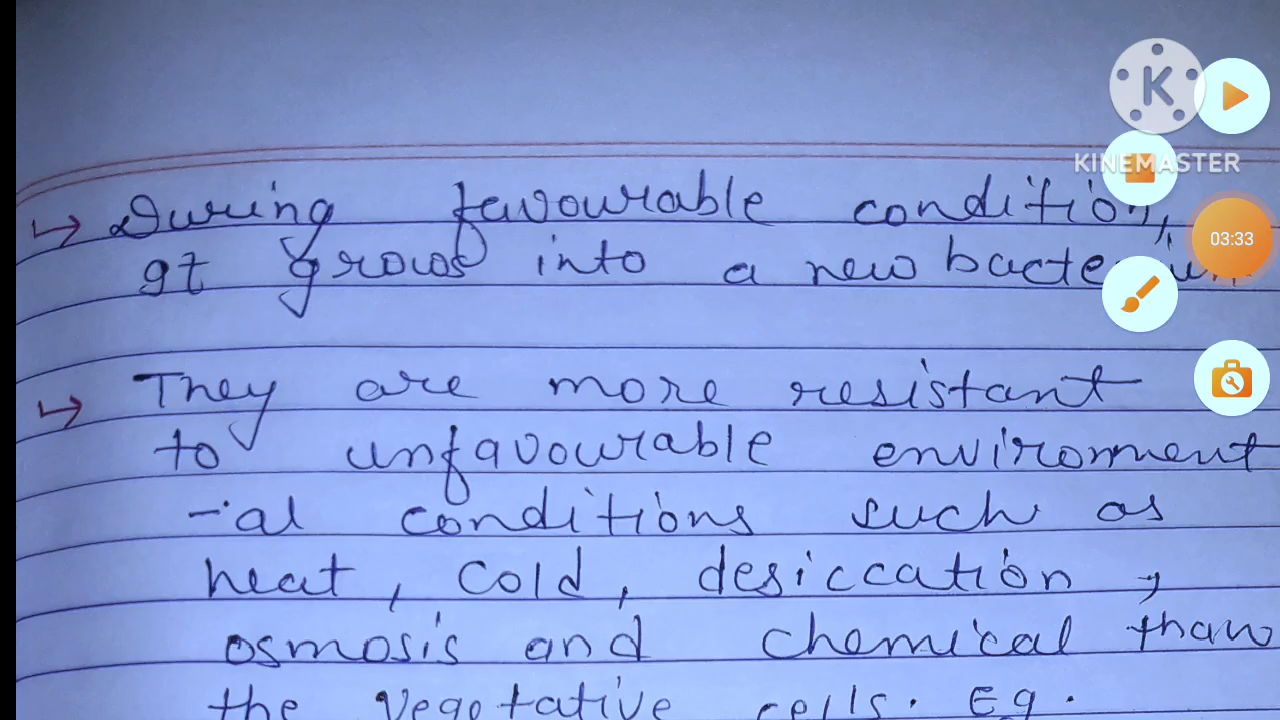 → During favourable condition,
It grows into a new bacterium
→ They are more resistant
to unfavourable environment
-al conditions such as
heat, cold, desiccation,
osmosis and chemical than
the vegetative cells. Eg.
K
KINEMASTER
03:33